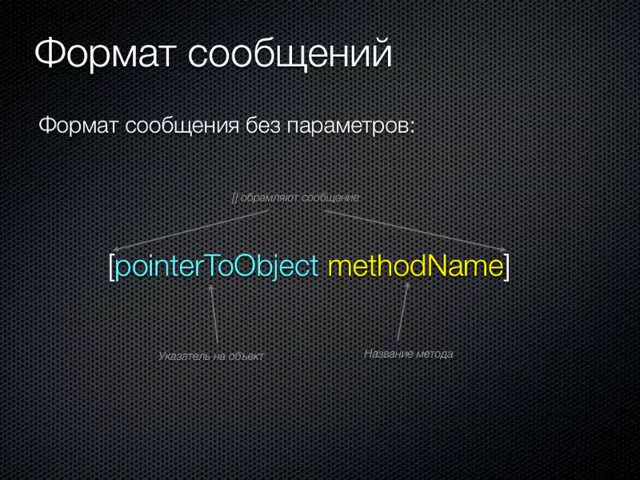 Формат сообщений
Формат сообщения без параметров:
[] обрамляют сообщение
[pointerToObject methodName]
Указатель на объект
Название метода